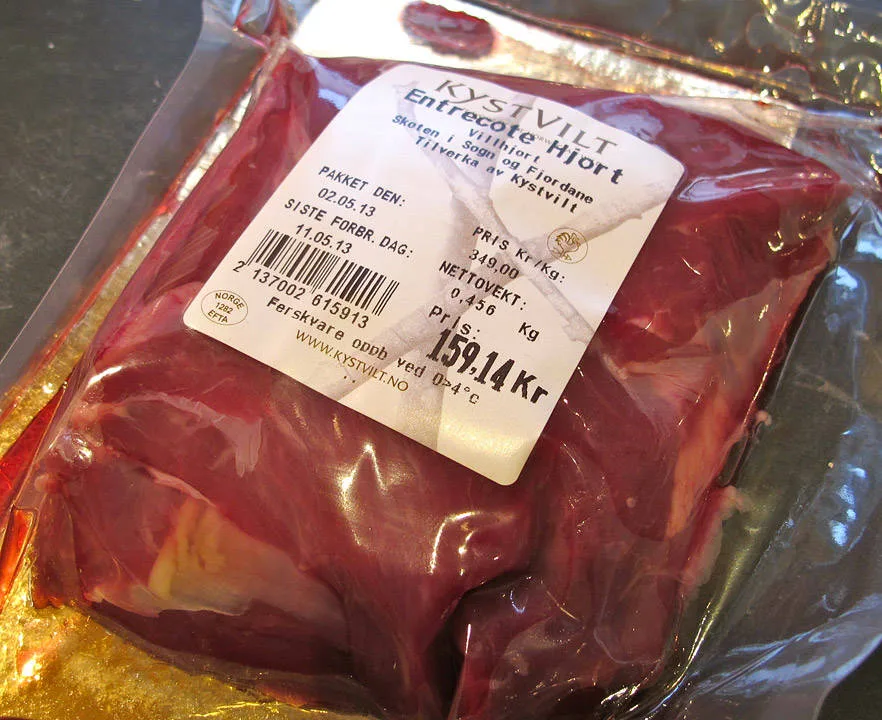 KYSTVILT
Entrecote Hjort
Villhjort
Skoten i Sogn og Fjordane
Tilverka av Kystvilt
PAKKET DEN:
02.05.13
SISTE FORBR. DAG:
11.05.13
2 137002 615913
NORGE
1282
EFTA
PRIS Kr/Kg:
349,00
NETTOVEKT:
0,456 Kg
Pris:
159,14 Kr
Ferskvare oppb ved 0>4°c
WWW.KYSTVILT.NO